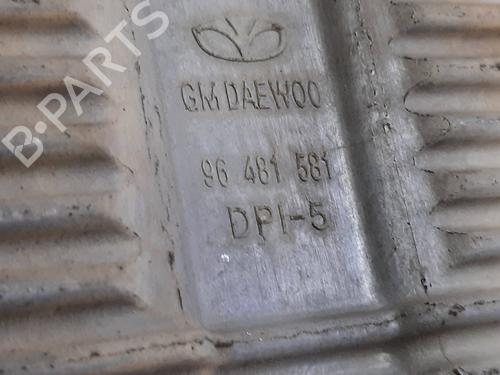 B-PARTS
GM DAEWOO
96 481 581
DPI-5